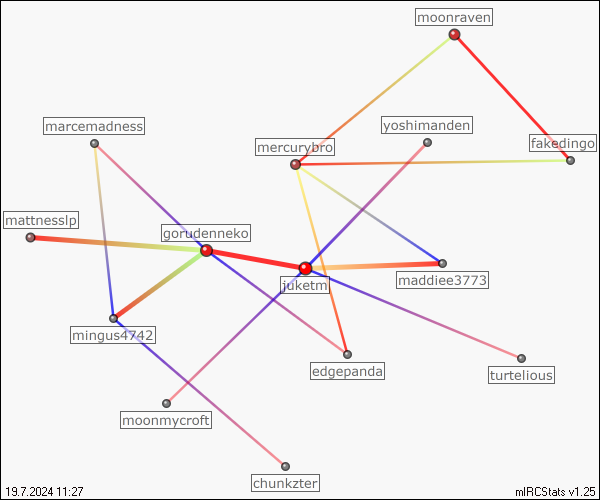 moonraven
marcemadness
yoshimanden
mercurybro
fakedingo
mattnesslp
gorudenneko
juketm
maddiee3773
mingus4742
edgepanda
turtelious
moonmycroft
chunkzter
19.7.2024 11:27
mIRCStats v1.25